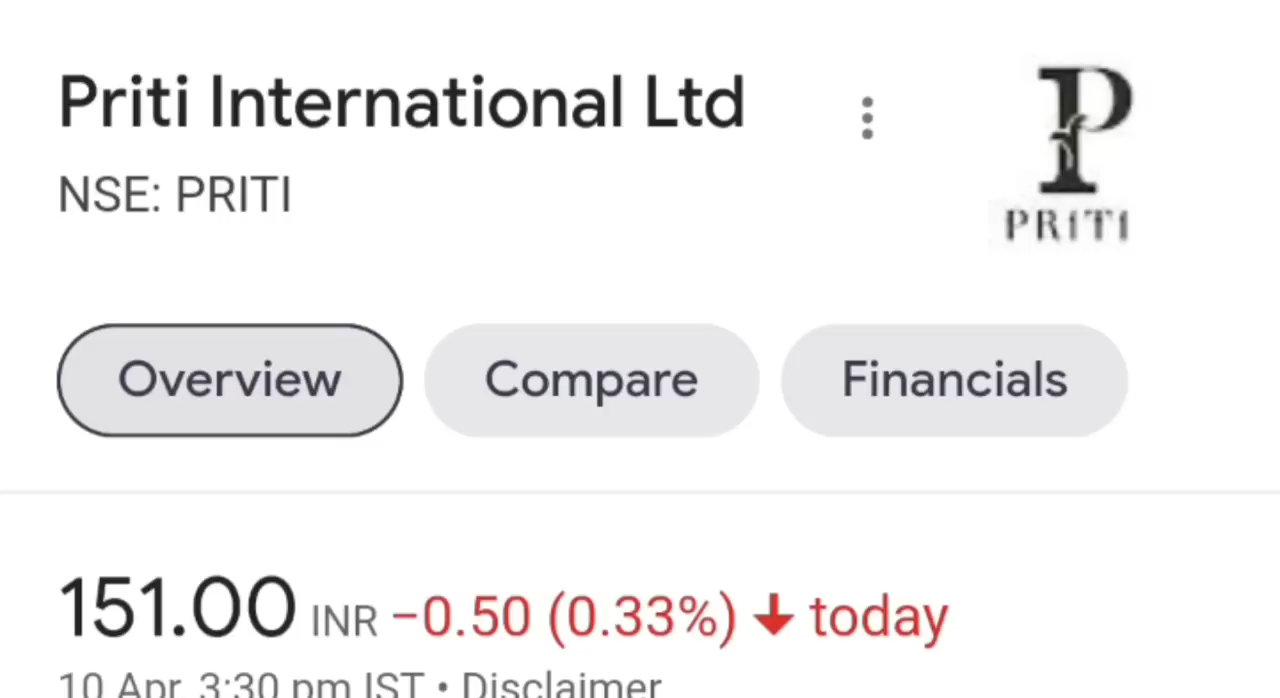 Priti International Ltd
NSE: PRITI
PRITI
Overview Compare Financials
151.00 INR −0.50 (0.33%) ↓ today
10 Apr, 3:30 pm IST • Disclaimer